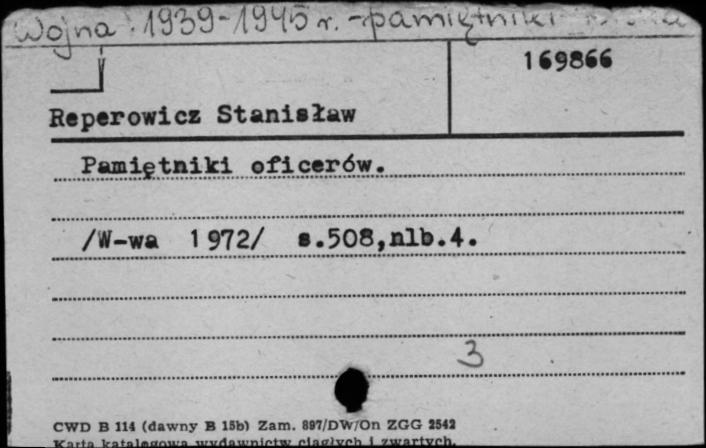 Wojna 1939-1945 r. - pamiętniki
169866
Reperowicz Stanisław
Pamiętniki oficerów.
/W-wa 1972/ s.508,nlb.4.
3
CWD B 114 (dawny B 15b) Zam. 897/DW/On ZGG 2542
Karta katalogowa wydawnictw ciągłych i zwartych.